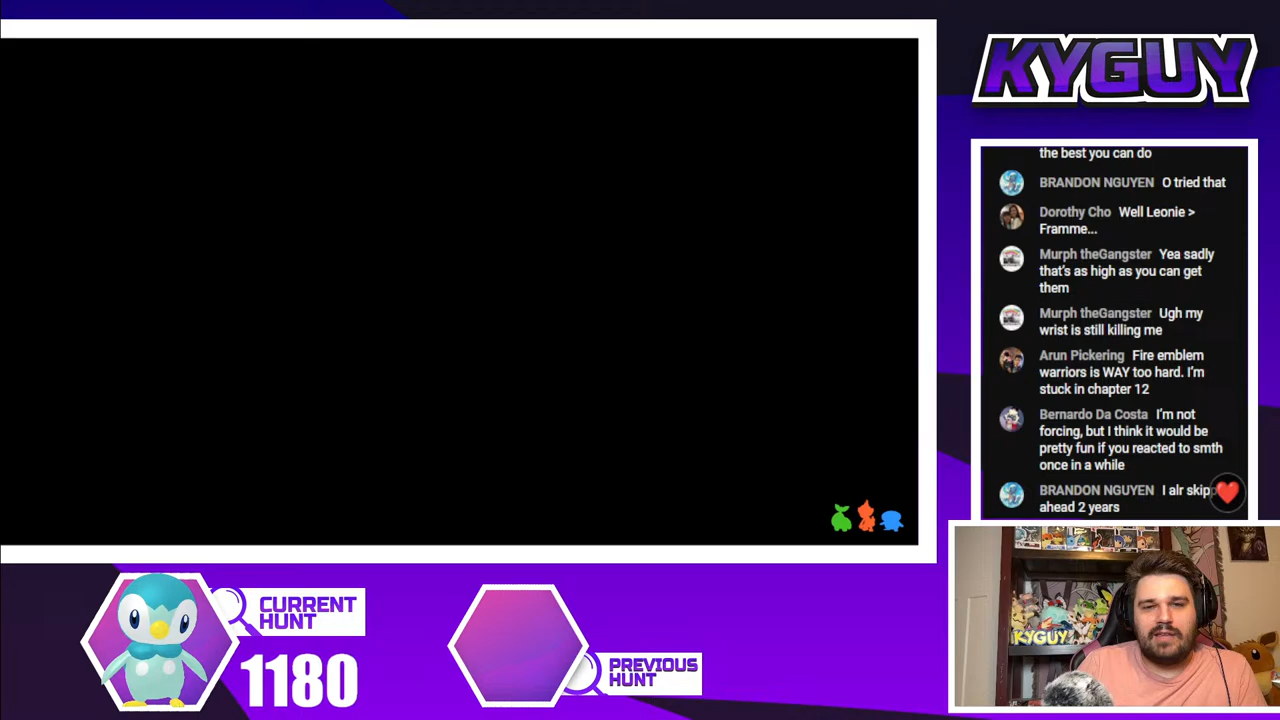 KYGUY
the best you can do
BRANDON NGUYEN O tried that
Dorothy Cho Well Leonie >
Framme...
Murph theGangster Yea sadly
that's as high as you can get
them
Murph theGangster Ugh my
wrist is still killing me
Arun Pickering Fire emblem
warriors is WAY too hard. I'm
stuck in chapter 12
Bernardo Da Costa I'm not
forcing, but I think it would be
pretty fun if you reacted to smth
once in a while
BRANDON NGUYEN I alr skip
ahead 2 years
CURRENT
HUNT
1180
PREVIOUS
HUNT
KYGUY